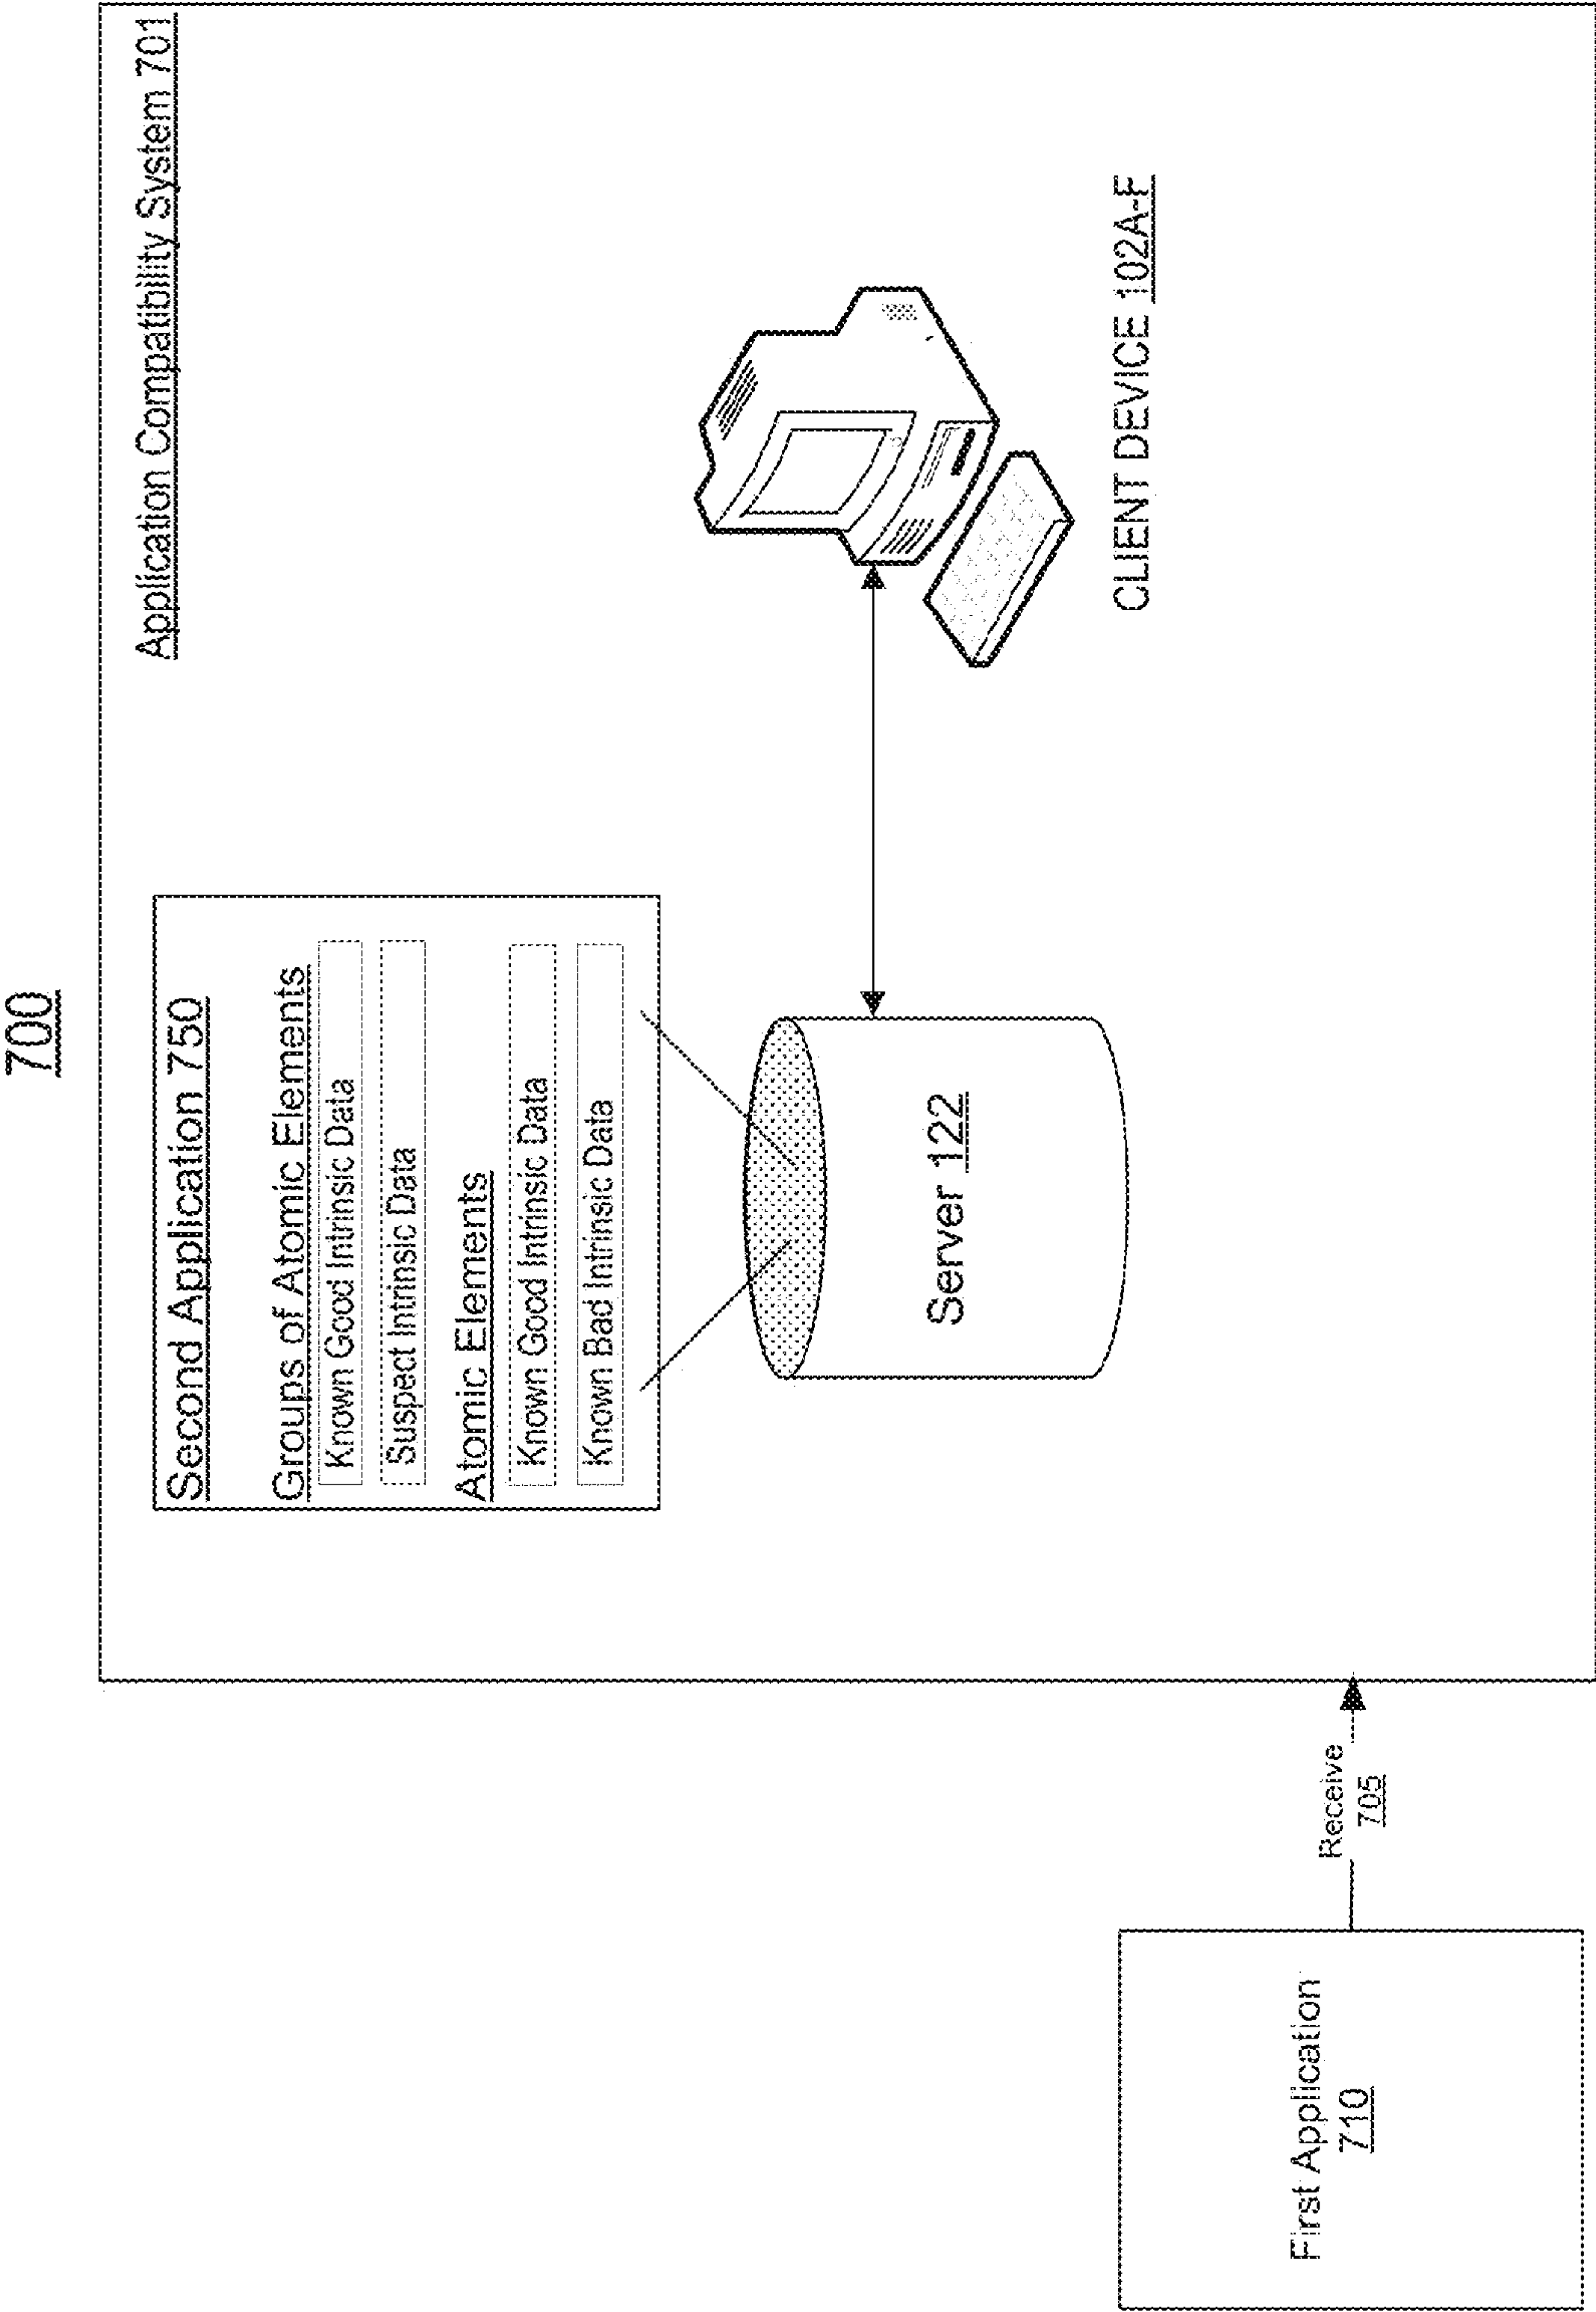 700
Application Compatibility System 701
Second Application 750
Groups of Atomic Elements
Known Good Intrinsic Data
Suspect Intrinsic Data
Atomic Elements
Known Good Intrinsic Data
Known Bad Intrinsic Data
Server 122
CLIENT DEVICE 102A-F
Receive
705
First Application
710